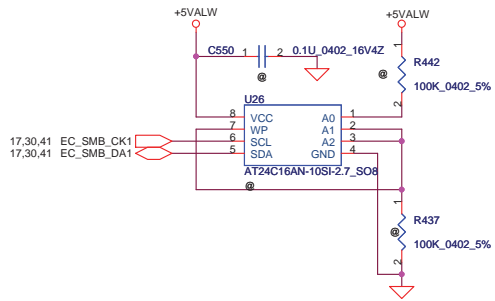 +5VALW
+5VALW
C550 1 2 0.1U_0402_16V4Z
@
1
R442
@
100K_0402_5%
2
U26
8 VCC A0 1
7 WP A1 2
17,30,41 EC_SMB_CK1 6 SCL A2 3
17,30,41 EC_SMB_DA1 5 SDA GND 4
AT24C16AN-10SI-2.7_SO8
@
1
R437
@
100K_0402_5%
2